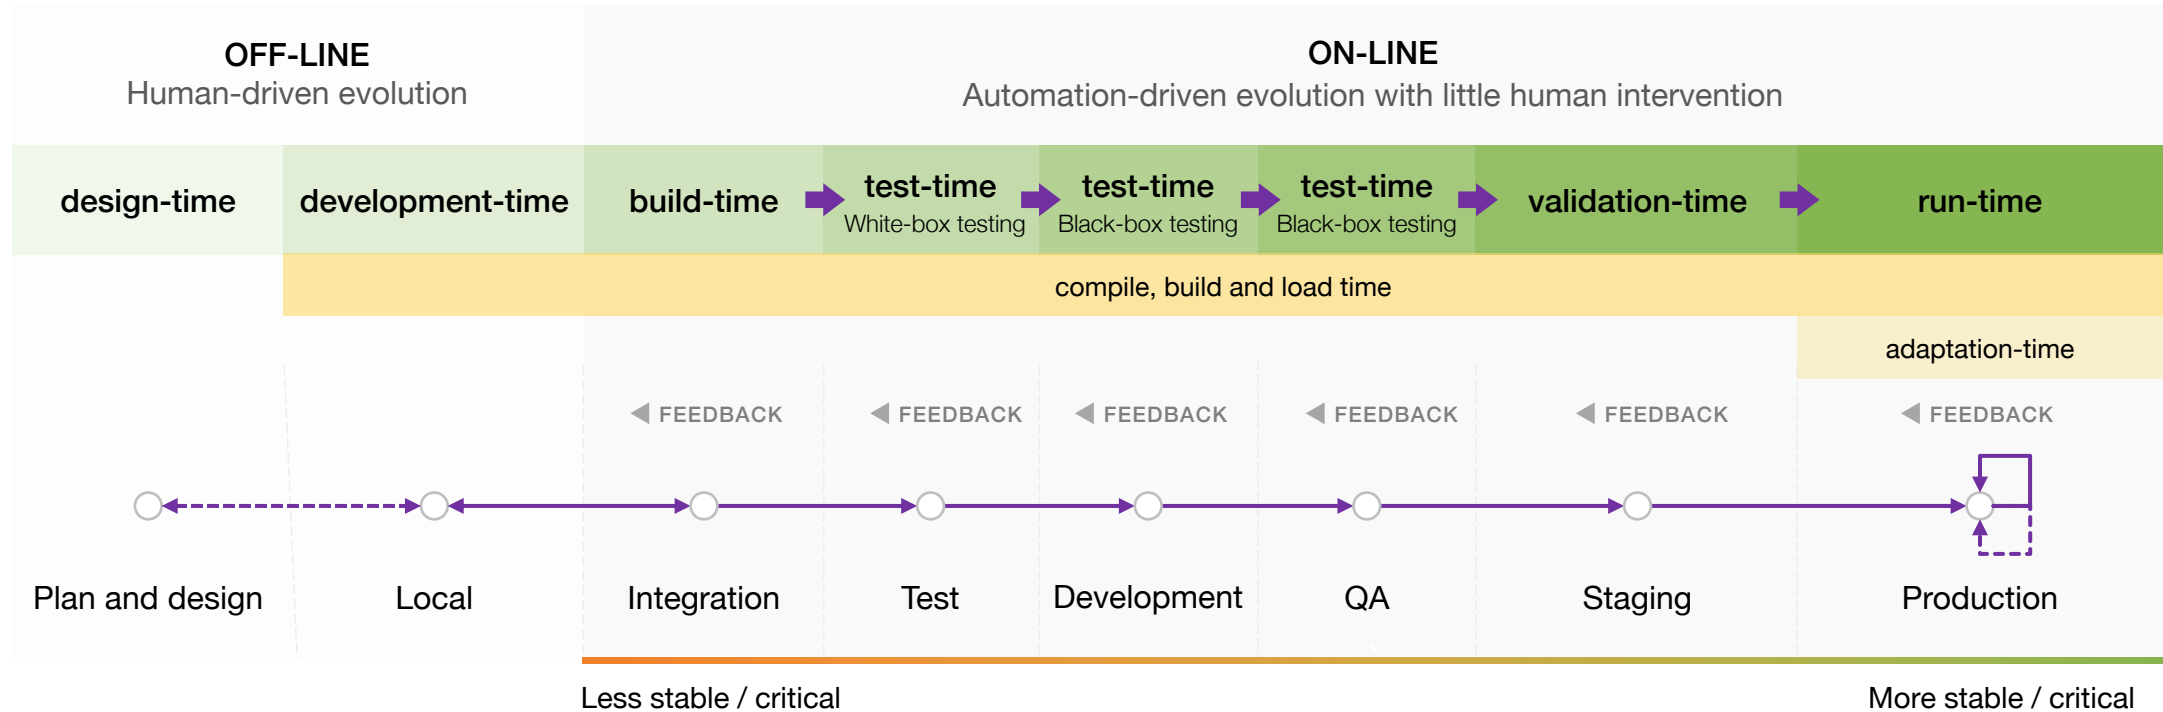 OFF-LINE
Human-driven evolution
ON-LINE
Automation-driven evolution with little human intervention
design-time
development-time
build-time
test-time
White-box testing
test-time
Black-box testing
test-time
Black-box testing
validation-time
run-time
compile, build and load time
adaptation-time
FEEDBACK
FEEDBACK
FEEDBACK
FEEDBACK
FEEDBACK
FEEDBACK
Plan and design
Local
Integration
Test
Development
QA
Staging
Production
Less stable / critical
More stable / critical